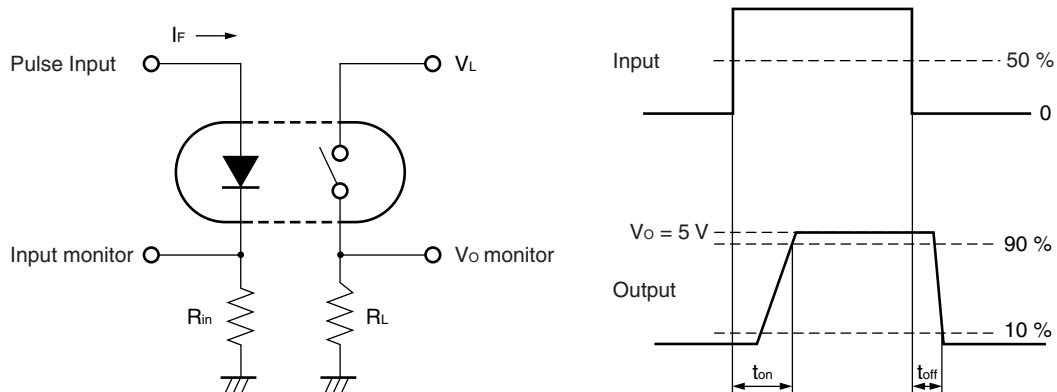 IF
Pulse Input
VL
Input monitor
VO monitor
Rin
RL
Input
50 %
0
VO = 5 V
90 %
Output
10 %
ton
toff